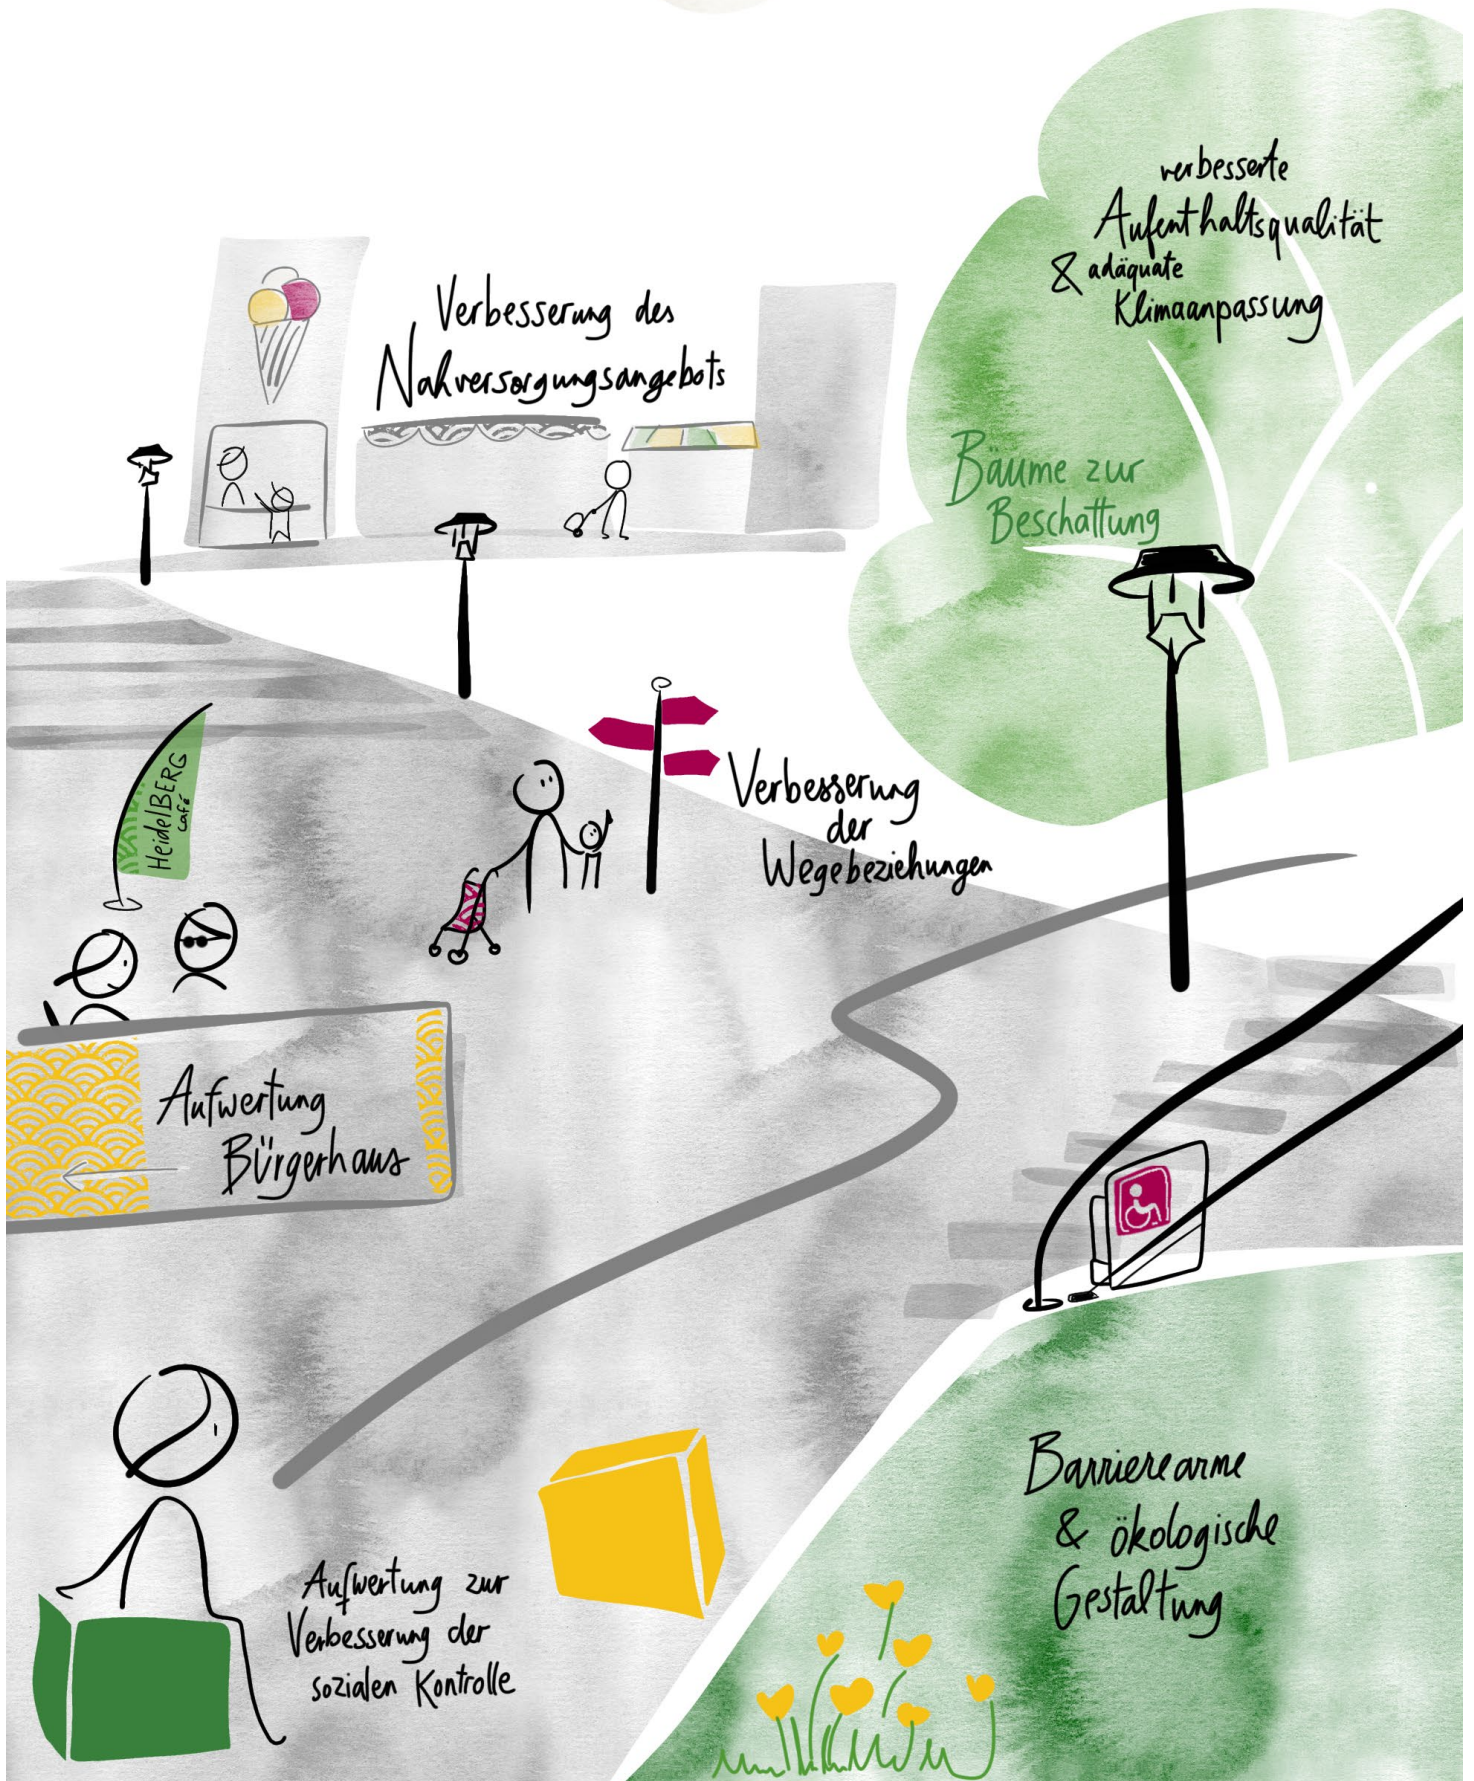 verbesserte
Aufenthaltsqualität
& adäquate
Klimaanpassung
Verbesserung des
Nahversorgungsangebots
Bäume zur
Beschattung
HeidelBERG
café
Verbesserung
der
Wegebeziehungen
Aufwertung
Bürgerhaus
Barrierearme
& ökologische
Gestaltung
Aufwertung zur
Verbesserung der
sozialen Kontrolle